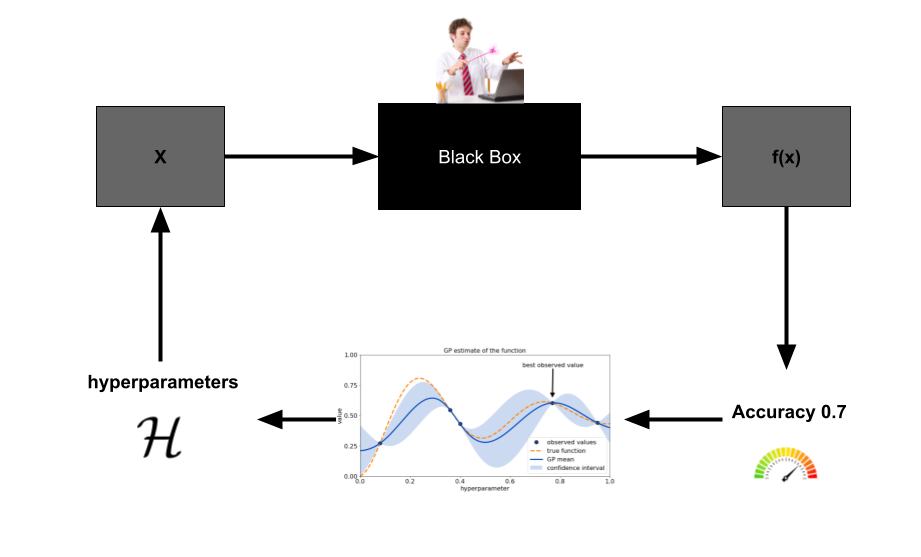 X
Black Box
f(x)
hyperparameters
H
GP estimate of the function
best observed value
value
1.00
0.75
0.50
0.25
0.00
observed values
true function
GP mean
confidence interval
0.0 0.2 0.4 0.6 0.8 1.0
hyperparameter
Accuracy 0.7